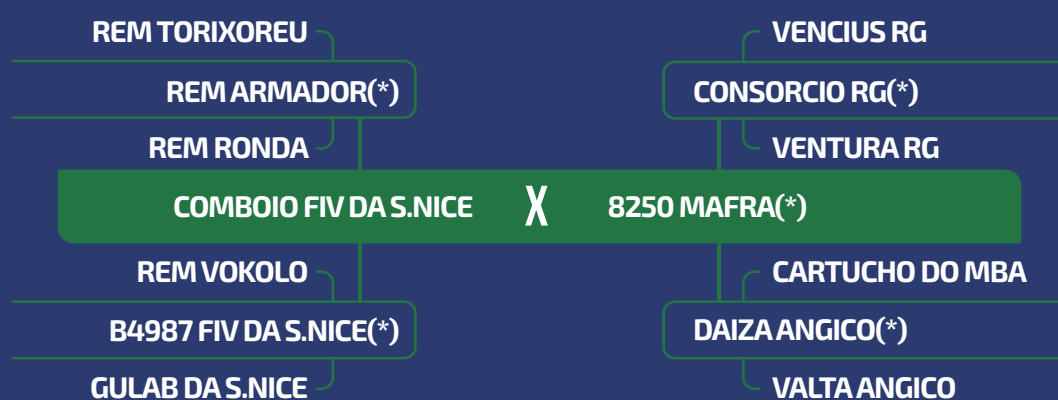 REM TORIXOREU
VENCIUS RG
REM ARMADOR(*)
CONSORCIO RG(*)
REM RONDA
VENTURA RG
COMBOIO FIV DA S.NICE X 8250 MAFRA(*)
REM VOKOLO
CARTUCHO DO MBA
B4987 FIV DA S.NICE(*)
DAIZA ANGICO(*)
GULAB DA S.NICE
VALTA ANGICO